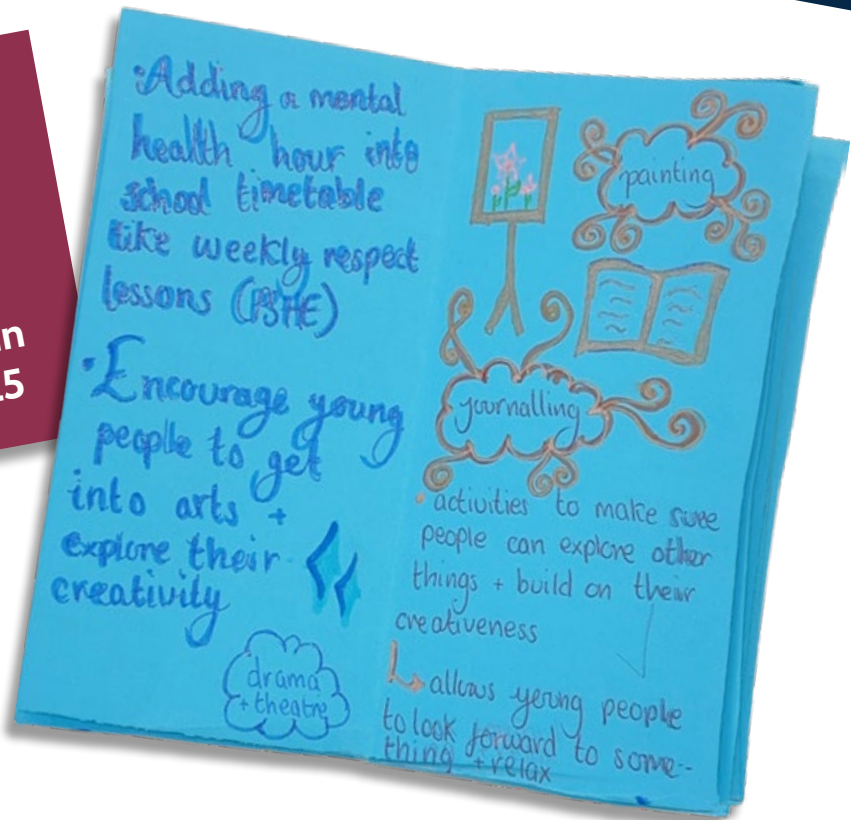 n
.5
•Adding a mental
health hour into
school timetable
like weekly respect
lessons (PSHE)
•Encourage young
people to get
into arts +
explore their
creativity
drama
+ theatre
painting
journalling
• activities to make sure
people can explore other
things + build on their
creativeness
↳ allows young people
to look forward to some-
thing + relax